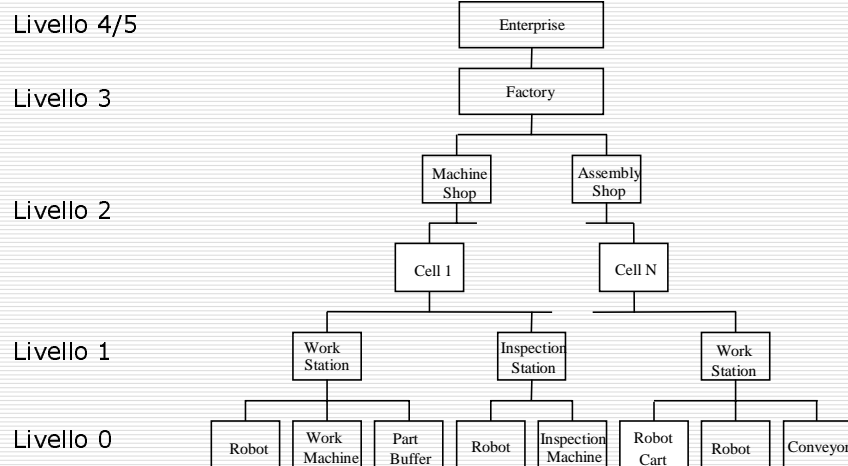 Livello 4/5
Enterprise
Livello 3
Factory
Machine
Shop
Assembly
Shop
Livello 2
Cell 1
Cell N
Livello 1
Work
Station
Inspection
Station
Work
Station
Livello 0
Robot
Work
Machine
Part
Buffer
Robot
Inspection
Machine
Robot
Cart
Robot
Conveyor